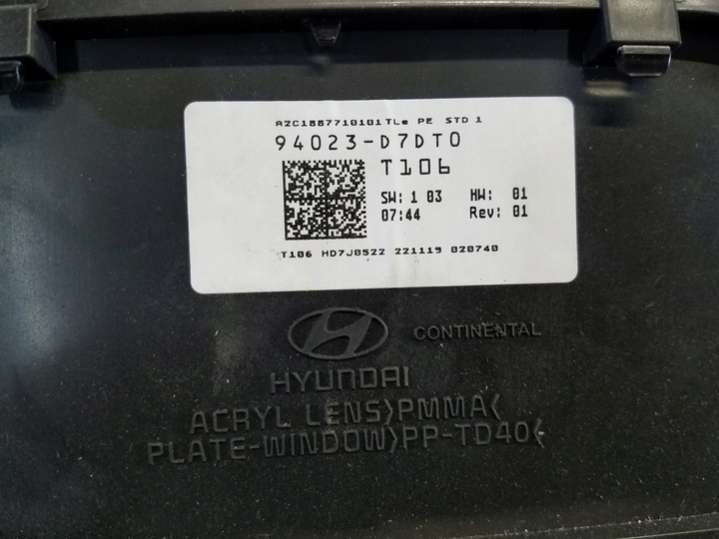 A2C1887710101TLe PE STD 1
94023-D7DT0
T106
SW: 1 03 HW: 01
07:44 Rev: 01
T106 HD7J0522 221119 020740
CONTINENTAL
HYUNDAI
ACRYL LENS>PMMA<
PLATE-WINDOW>PP-TD40<